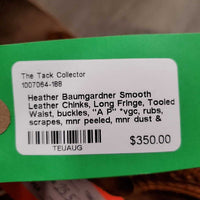 The Tack Collector
1007064-188
Heather Baumgardner Smooth
Leather Chinks, Long Fringe, Tooled
Waist, buckles, "A P" *vgc, rubs,
scrapes, mnr peeled, mnr dust &
$350.00
TEUAUG